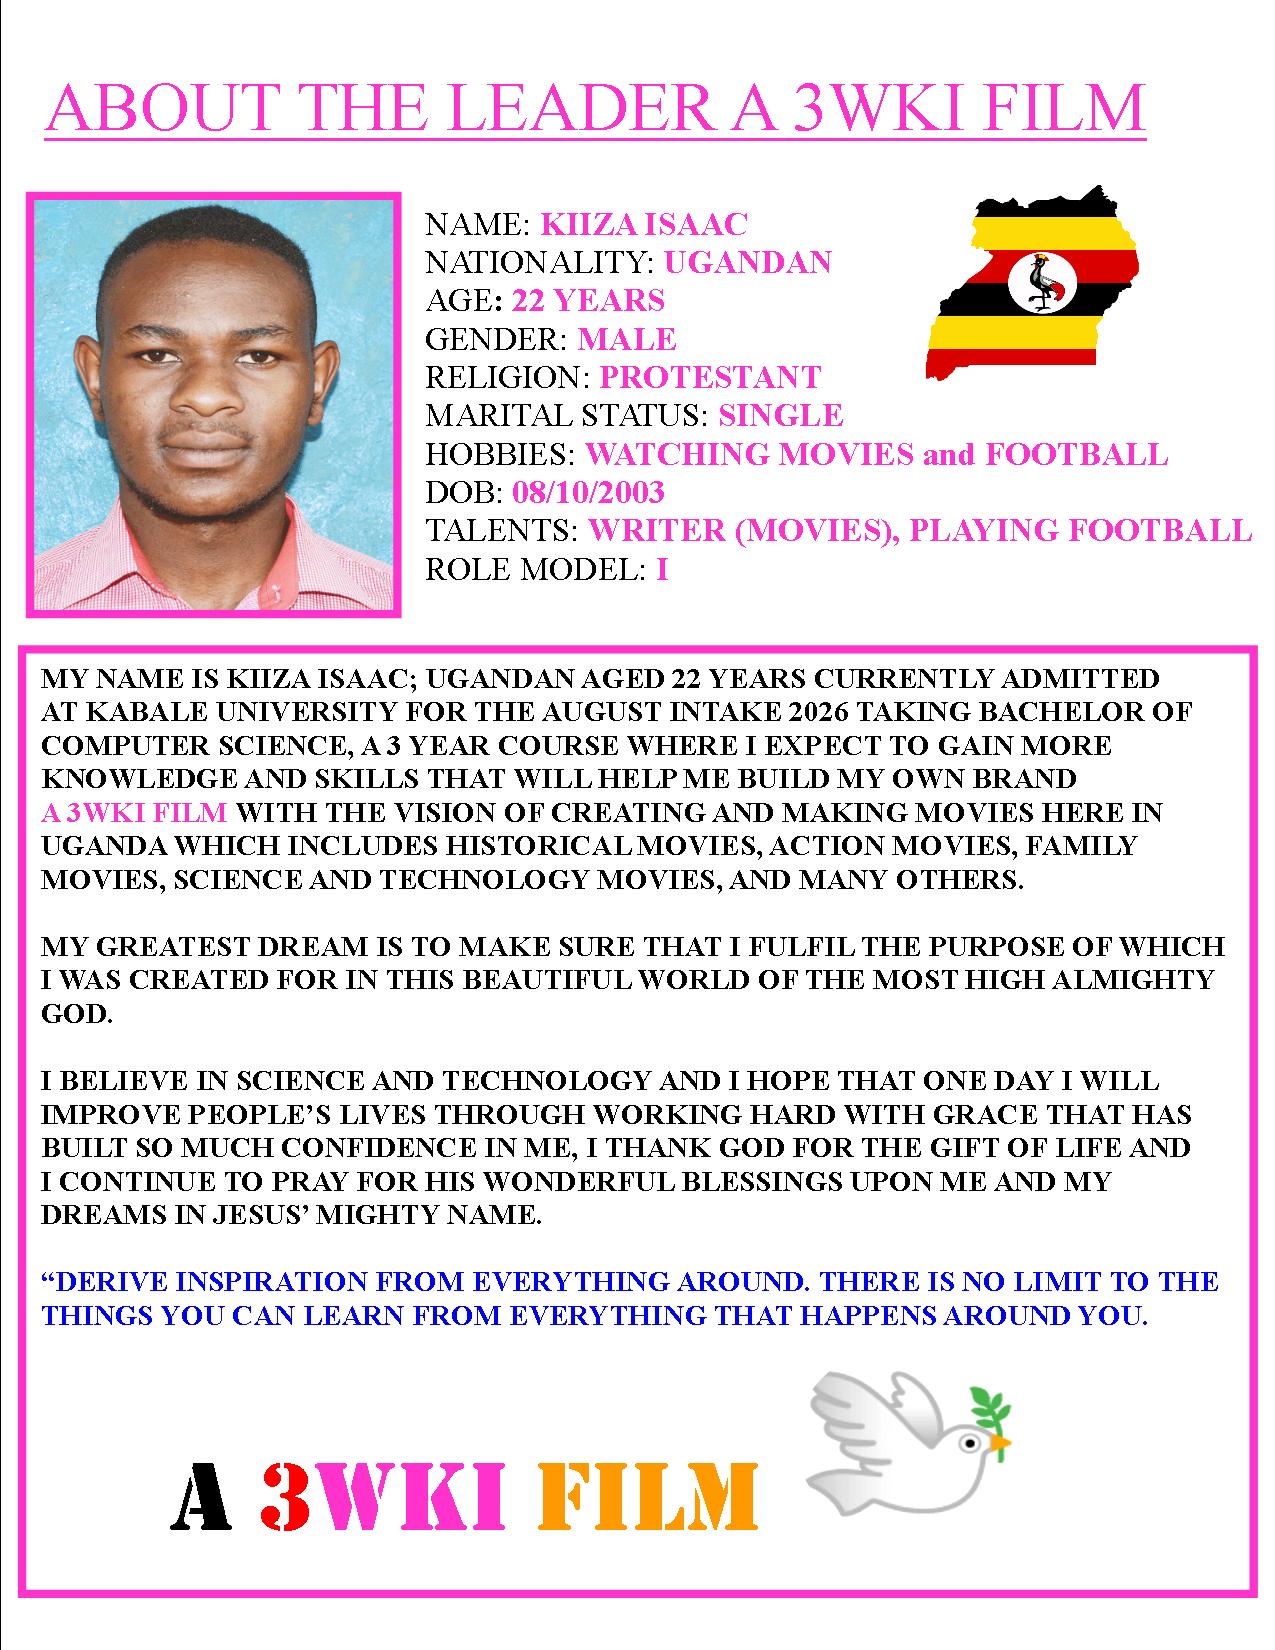 ABOUT THE LEADER A 3WKI FILM
NAME: KIIZA ISAAC
NATIONALITY: UGANDAN
AGE: 22 YEARS
GENDER: MALE
RELIGION: PROTESTANT
MARITAL STATUS: SINGLE
HOBBIES: WATCHING MOVIES and FOOTBALL
DOB: 08/10/2003
TALENTS: WRITER (MOVIES), PLAYING FOOTBALL
ROLE MODEL: I
MY NAME IS KIIZA ISAAC; UGANDAN AGED 22 YEARS CURRENTLY ADMITTED
AT KABALE UNIVERSITY FOR THE AUGUST INTAKE 2026 TAKING BACHELOR OF
COMPUTER SCIENCE, A 3 YEAR COURSE WHERE I EXPECT TO GAIN MORE
KNOWLEDGE AND SKILLS THAT WILL HELP ME BUILD MY OWN BRAND
A 3WKI FILM WITH THE VISION OF CREATING AND MAKING MOVIES HERE IN
UGANDA WHICH INCLUDES HISTORICAL MOVIES, ACTION MOVIES, FAMILY
MOVIES, SCIENCE AND TECHNOLOGY MOVIES, AND MANY OTHERS.
MY GREATEST DREAM IS TO MAKE SURE THAT I FULFIL THE PURPOSE OF WHICH
I WAS CREATED FOR IN THIS BEAUTIFUL WORLD OF THE MOST HIGH ALMIGHTY
GOD.
I BELIEVE IN SCIENCE AND TECHNOLOGY AND I HOPE THAT ONE DAY I WILL
IMPROVE PEOPLE’S LIVES THROUGH WORKING HARD WITH GRACE THAT HAS
BUILT SO MUCH CONFIDENCE IN ME, I THANK GOD FOR THE GIFT OF LIFE AND
I CONTINUE TO PRAY FOR HIS WONDERFUL BLESSINGS UPON ME AND MY
DREAMS IN JESUS’ MIGHTY NAME.
“DERIVE INSPIRATION FROM EVERYTHING AROUND. THERE IS NO LIMIT TO THE
THINGS YOU CAN LEARN FROM EVERYTHING THAT HAPPENS AROUND YOU.
A 3WKI FILM